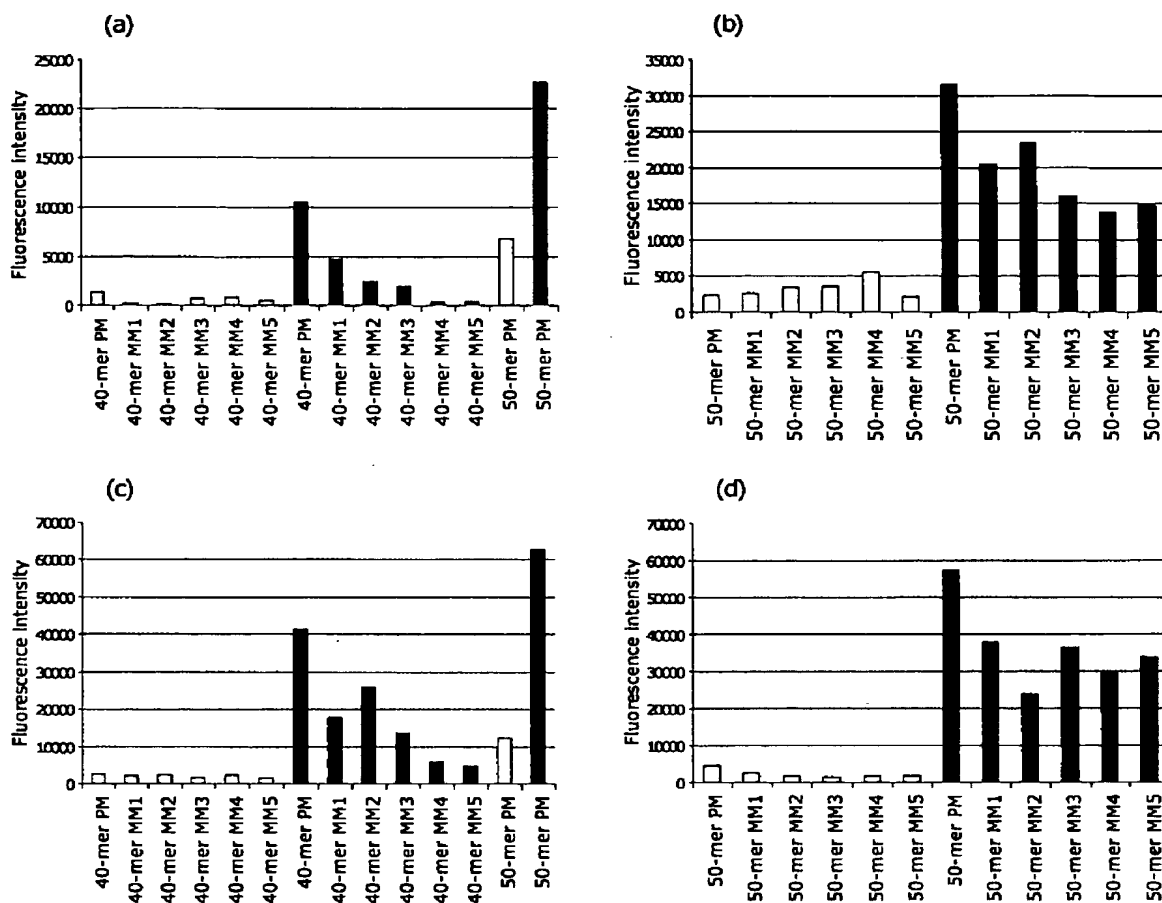 (a)
Fluorescence Intensity
25000
20000
15000
10000
5000
0
40-mer PM
40-mer MM1
40-mer MM2
40-mer MM3
40-mer MM4
40-mer MM5
40-mer PM
40-mer MM1
40-mer MM2
40-mer MM3
40-mer MM4
40-mer MM5
50-mer PM
50-mer PM
(b)
Fluorescence intensity
35000
30000
25000
20000
15000
10000
5000
0
50-mer PM
50-mer MM1
50-mer MM2
50-mer MM3
50-mer MM4
50-mer MM5
50-mer PM
50-mer MM1
50-mer MM2
50-mer MM3
50-mer MM4
50-mer MM5
(c)
Fluorescence Intensity
70000
60000
50000
40000
30000
20000
10000
0
40-mer PM
40-mer MM1
40-mer MM2
40-mer MM3
40-mer MM4
40-mer MM5
40-mer PM
40-mer MM1
40-mer MM2
40-mer MM3
40-mer MM4
40-mer MM5
50-mer PM
50-mer PM
(d)
Fluorescence Intensity
70000
60000
50000
40000
30000
20000
10000
0
50-mer PM
50-mer MM1
50-mer MM2
50-mer MM3
50-mer MM4
50-mer MM5
50-mer PM
50-mer MM1
50-mer MM2
50-mer MM3
50-mer MM4
50-mer MM5